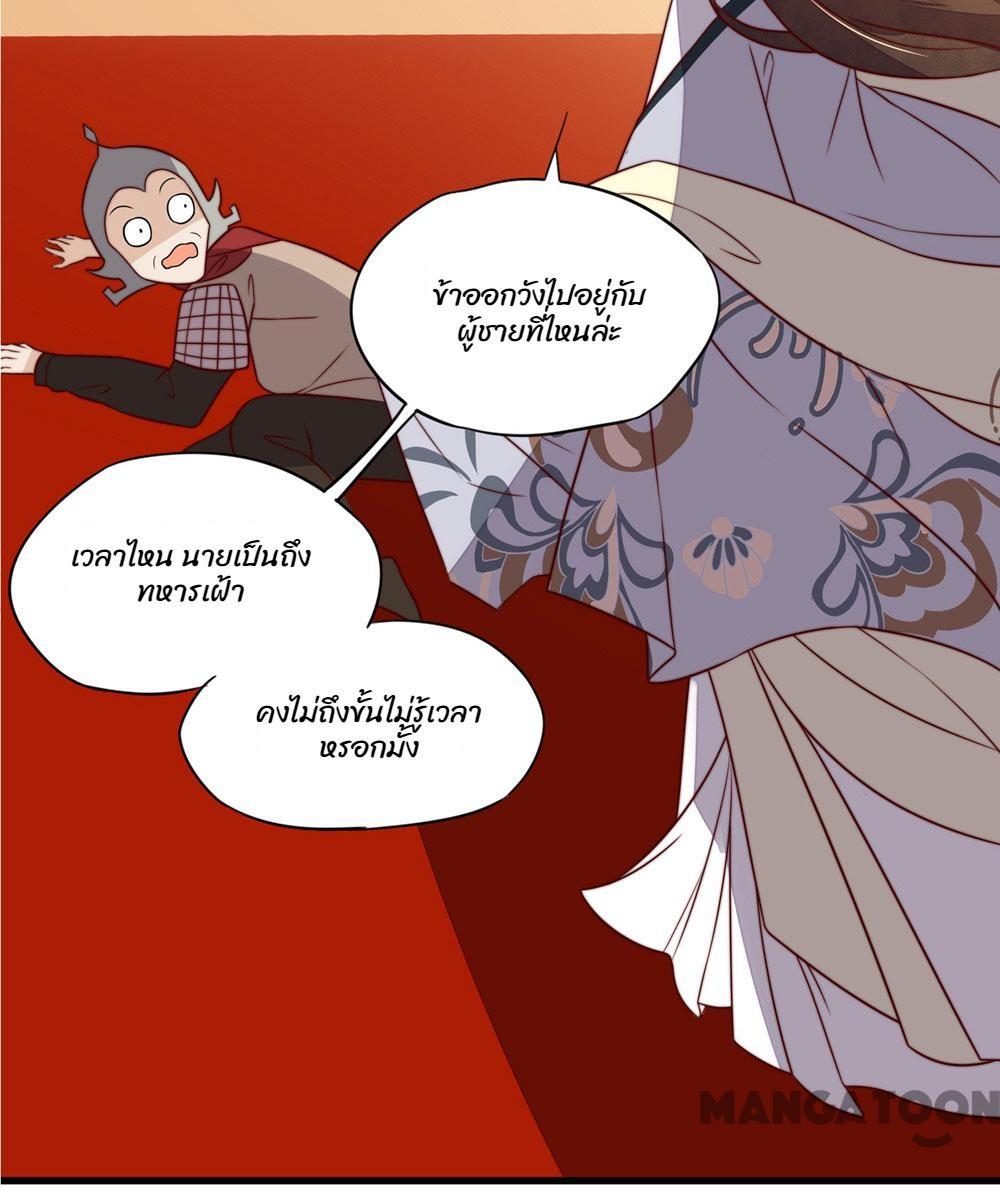 ข้าออกวังไปอยู่กับ
ผู้ชายที่ไหนล่ะ
เวลาไหน นายเป็นถึง
ทหารเฝ้า
คงไม่ถึงขั้นไม่รู้เวลา
หรอกมั้ง
MANGATOON